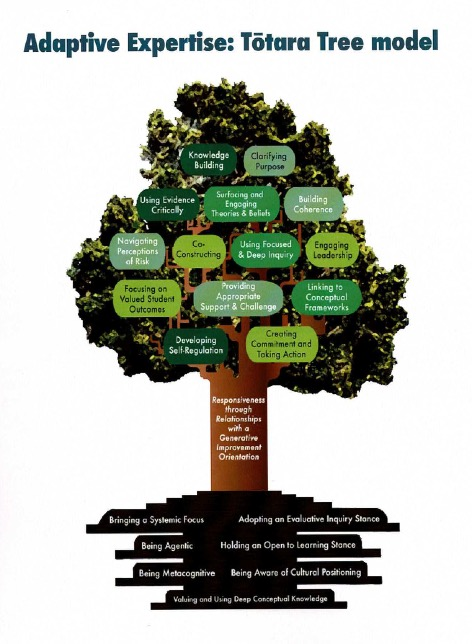 Adaptive Expertise: Tōtara Tree model
Knowledge
Building
Clarifying
Purpose
Using Evidence
Critically
Surfacing and
Engaging
Theories & Beliefs
Building
Coherence
Navigating
Perceptions
of Risk
Co-
Constructing
Using Focused
& Deep Inquiry
Engaging
Leadership
Focusing on
Valued Student
Outcomes
Providing
Appropriate
Support & Challenge
Linking to
Conceptual
Frameworks
Developing
Self-Regulation
Creating
Commitment and
Taking Action
Responsiveness
through
Relationships
with a
Generative
Improvement
Orientation
Bringing a Systemic Focus
Adopting an Evaluative Inquiry Stance
Being Agentic
Holding an Open to Learning Stance
Being Metacognitive
Being Aware of Cultural Positioning
Valuing and Using Deep Conceptual Knowledge